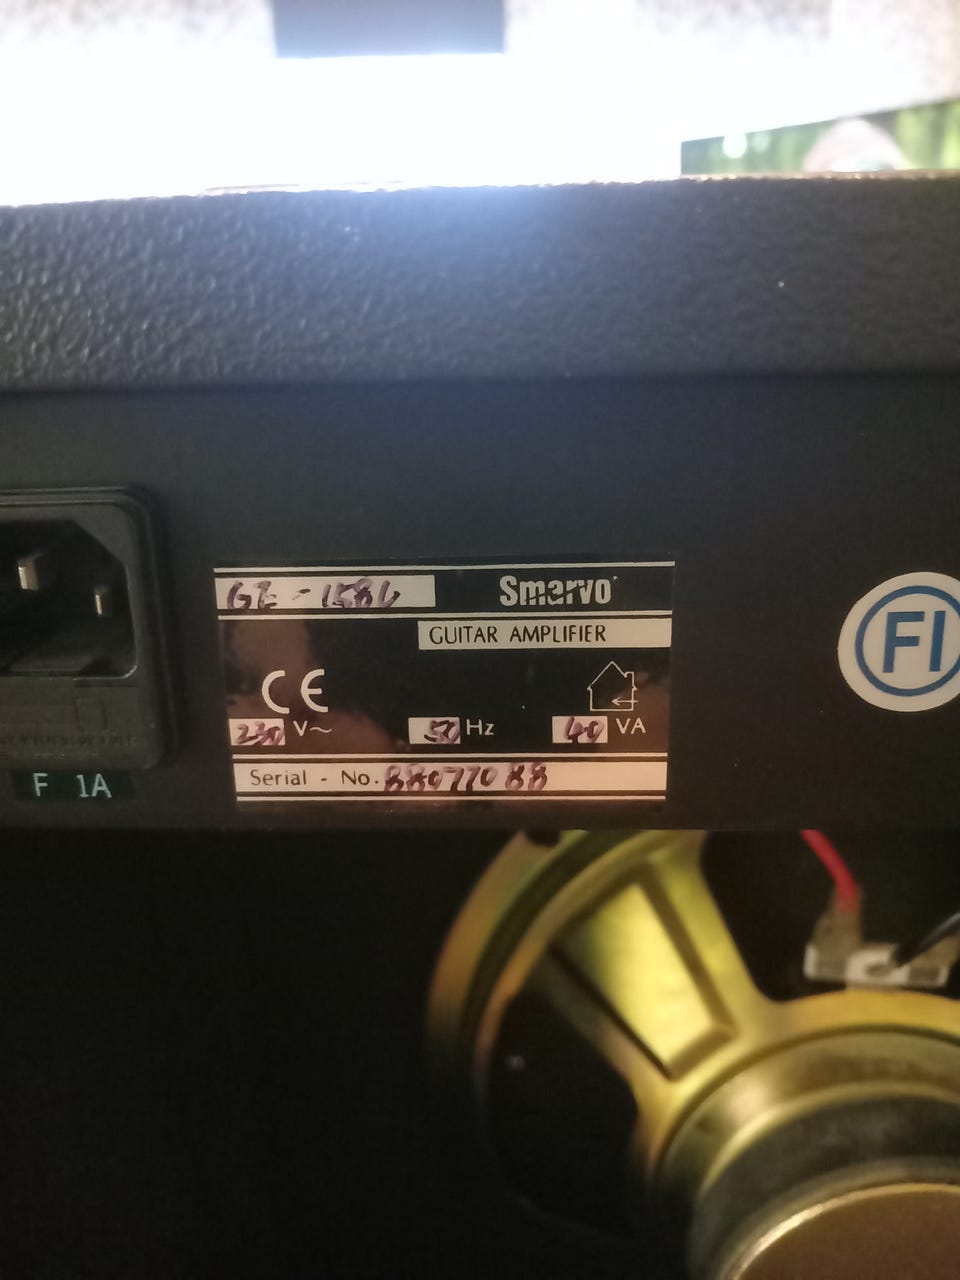 Smarvo
GUITAR AMPLIFIER
CE
FI
230 V~ 50 Hz 40 VA
Serial - No. 88077088
F 1A